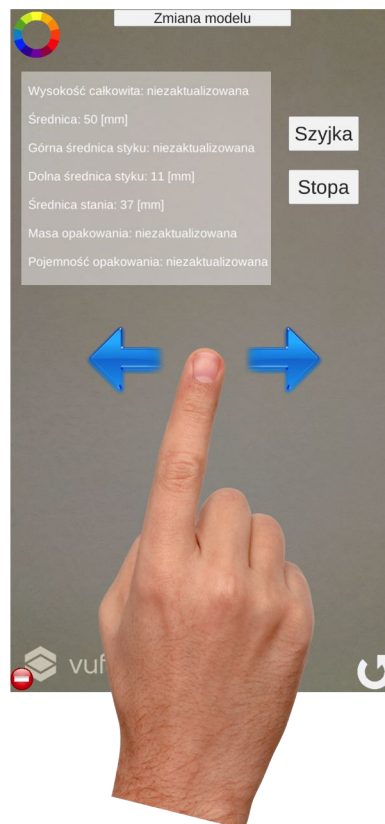 Zmiana modelu
Wysokość całkowita: niezaktualizowana
Średnica: 50 [mm]
Górna średnica styku: niezaktualizowana
Dolna średnica styku: 11 [mm]
Średnica stania: 37 [mm]
Masa opakowania: niezaktualizowana
Pojemność opakowania: niezaktualizowana
Szyjka
Stopa
vuf